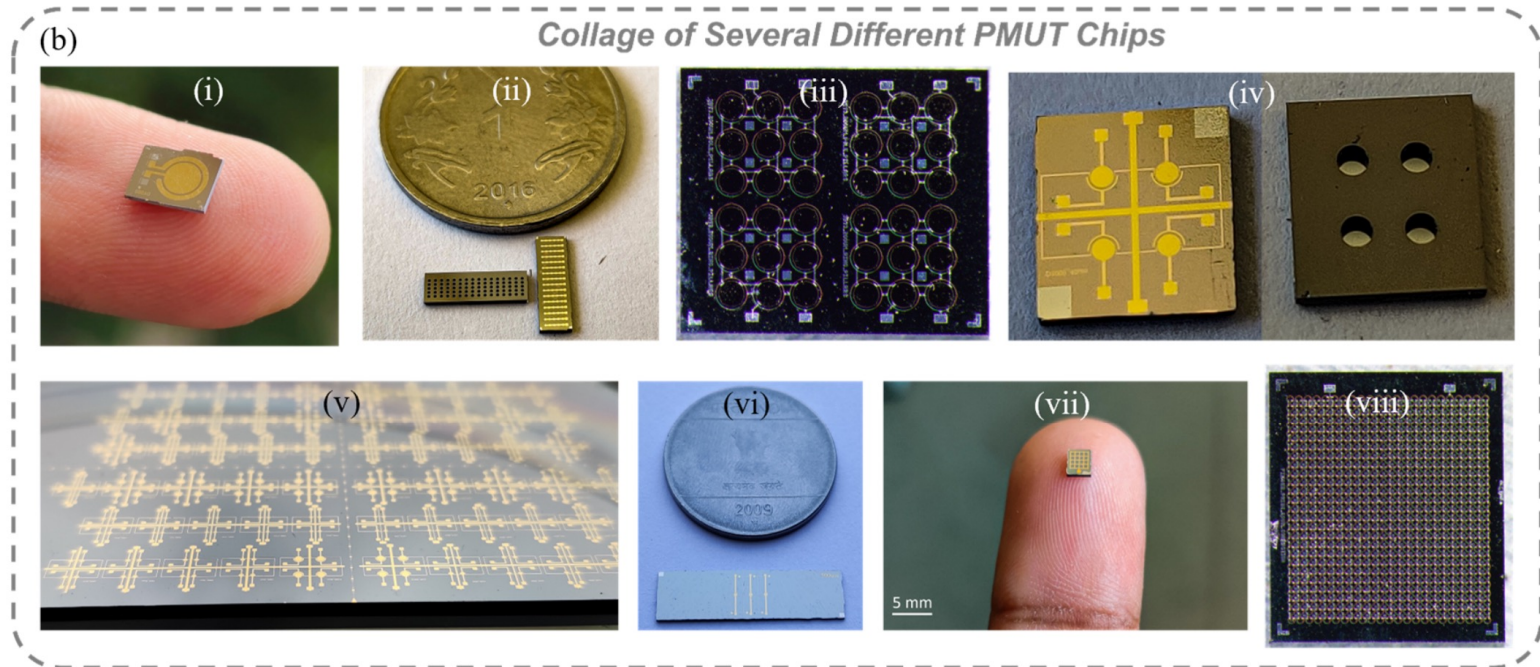 (b)
Collage of Several Different PMUT Chips
(i)
(ii)
1
2016
(iii)
(iv)
(v)
(vi)
2009
(vii)
5 mm
(viii)